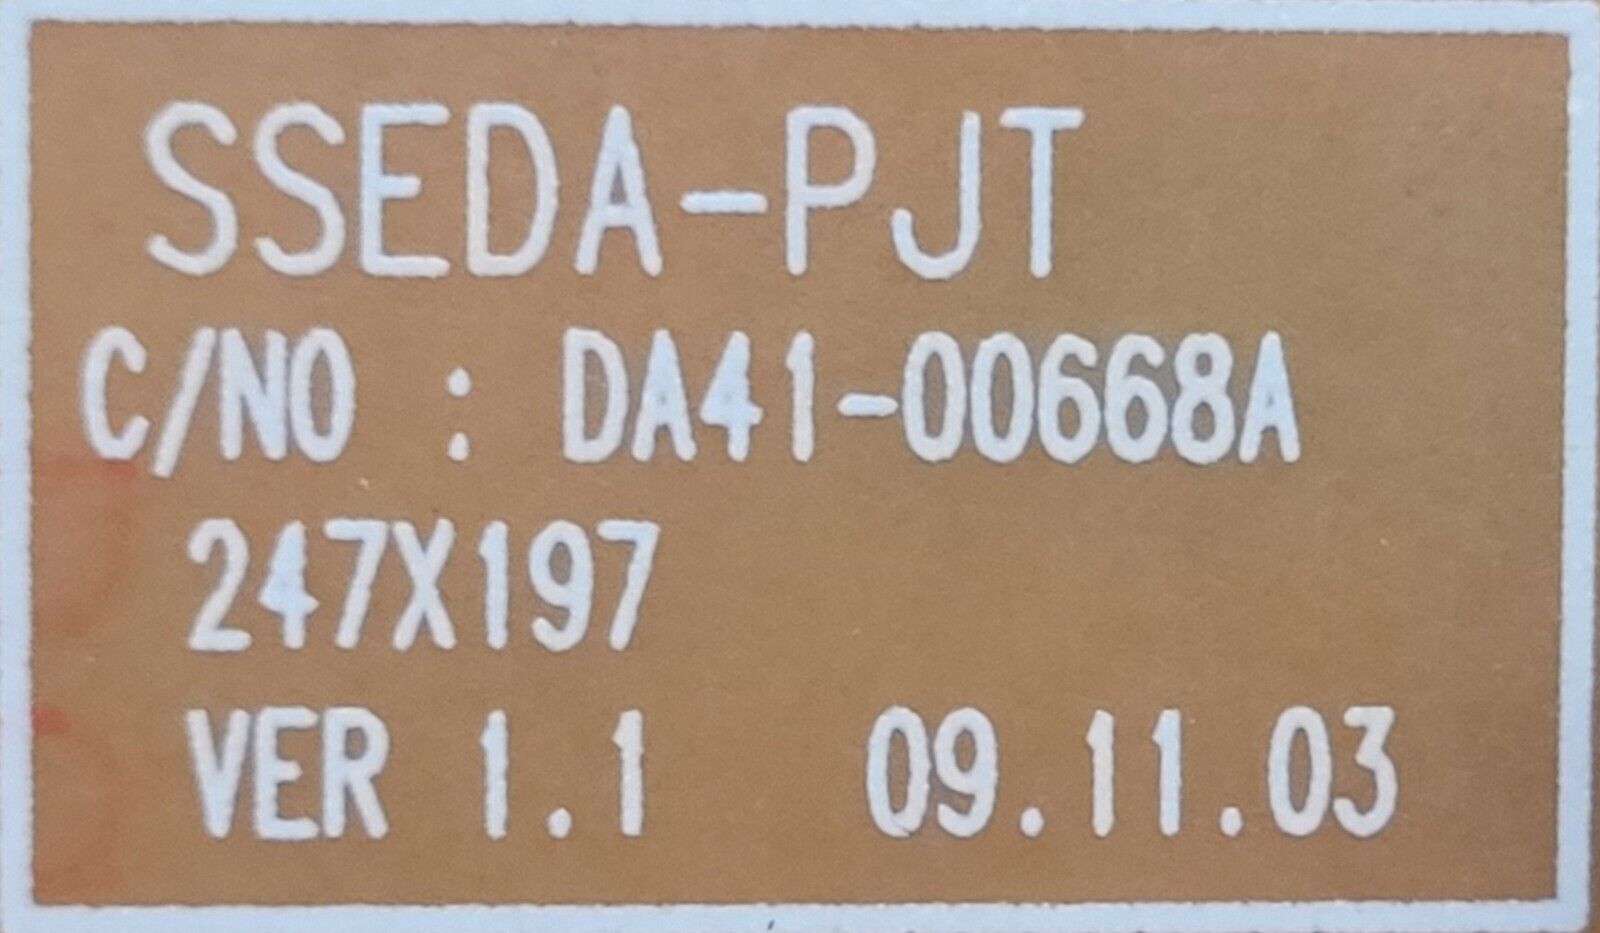 SSEDA-PJT
C/NO : DA41-00668A
247X197
VER 1.1 09.11.03